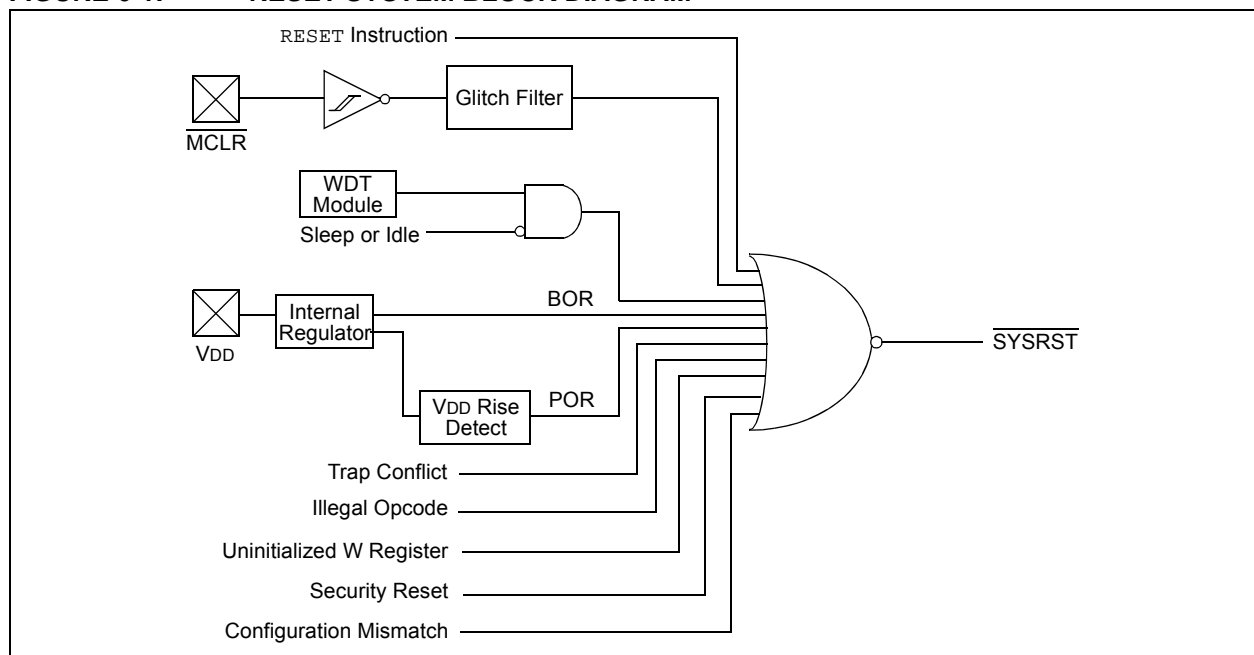 RESET Instruction
Glitch Filter
MCLR
WDT
Module
Sleep or Idle
BOR
Internal
Regulator
VDD
SYSRST
POR
VDD Rise
Detect
Trap Conflict
Illegal Opcode
Uninitialized W Register
Security Reset
Configuration Mismatch